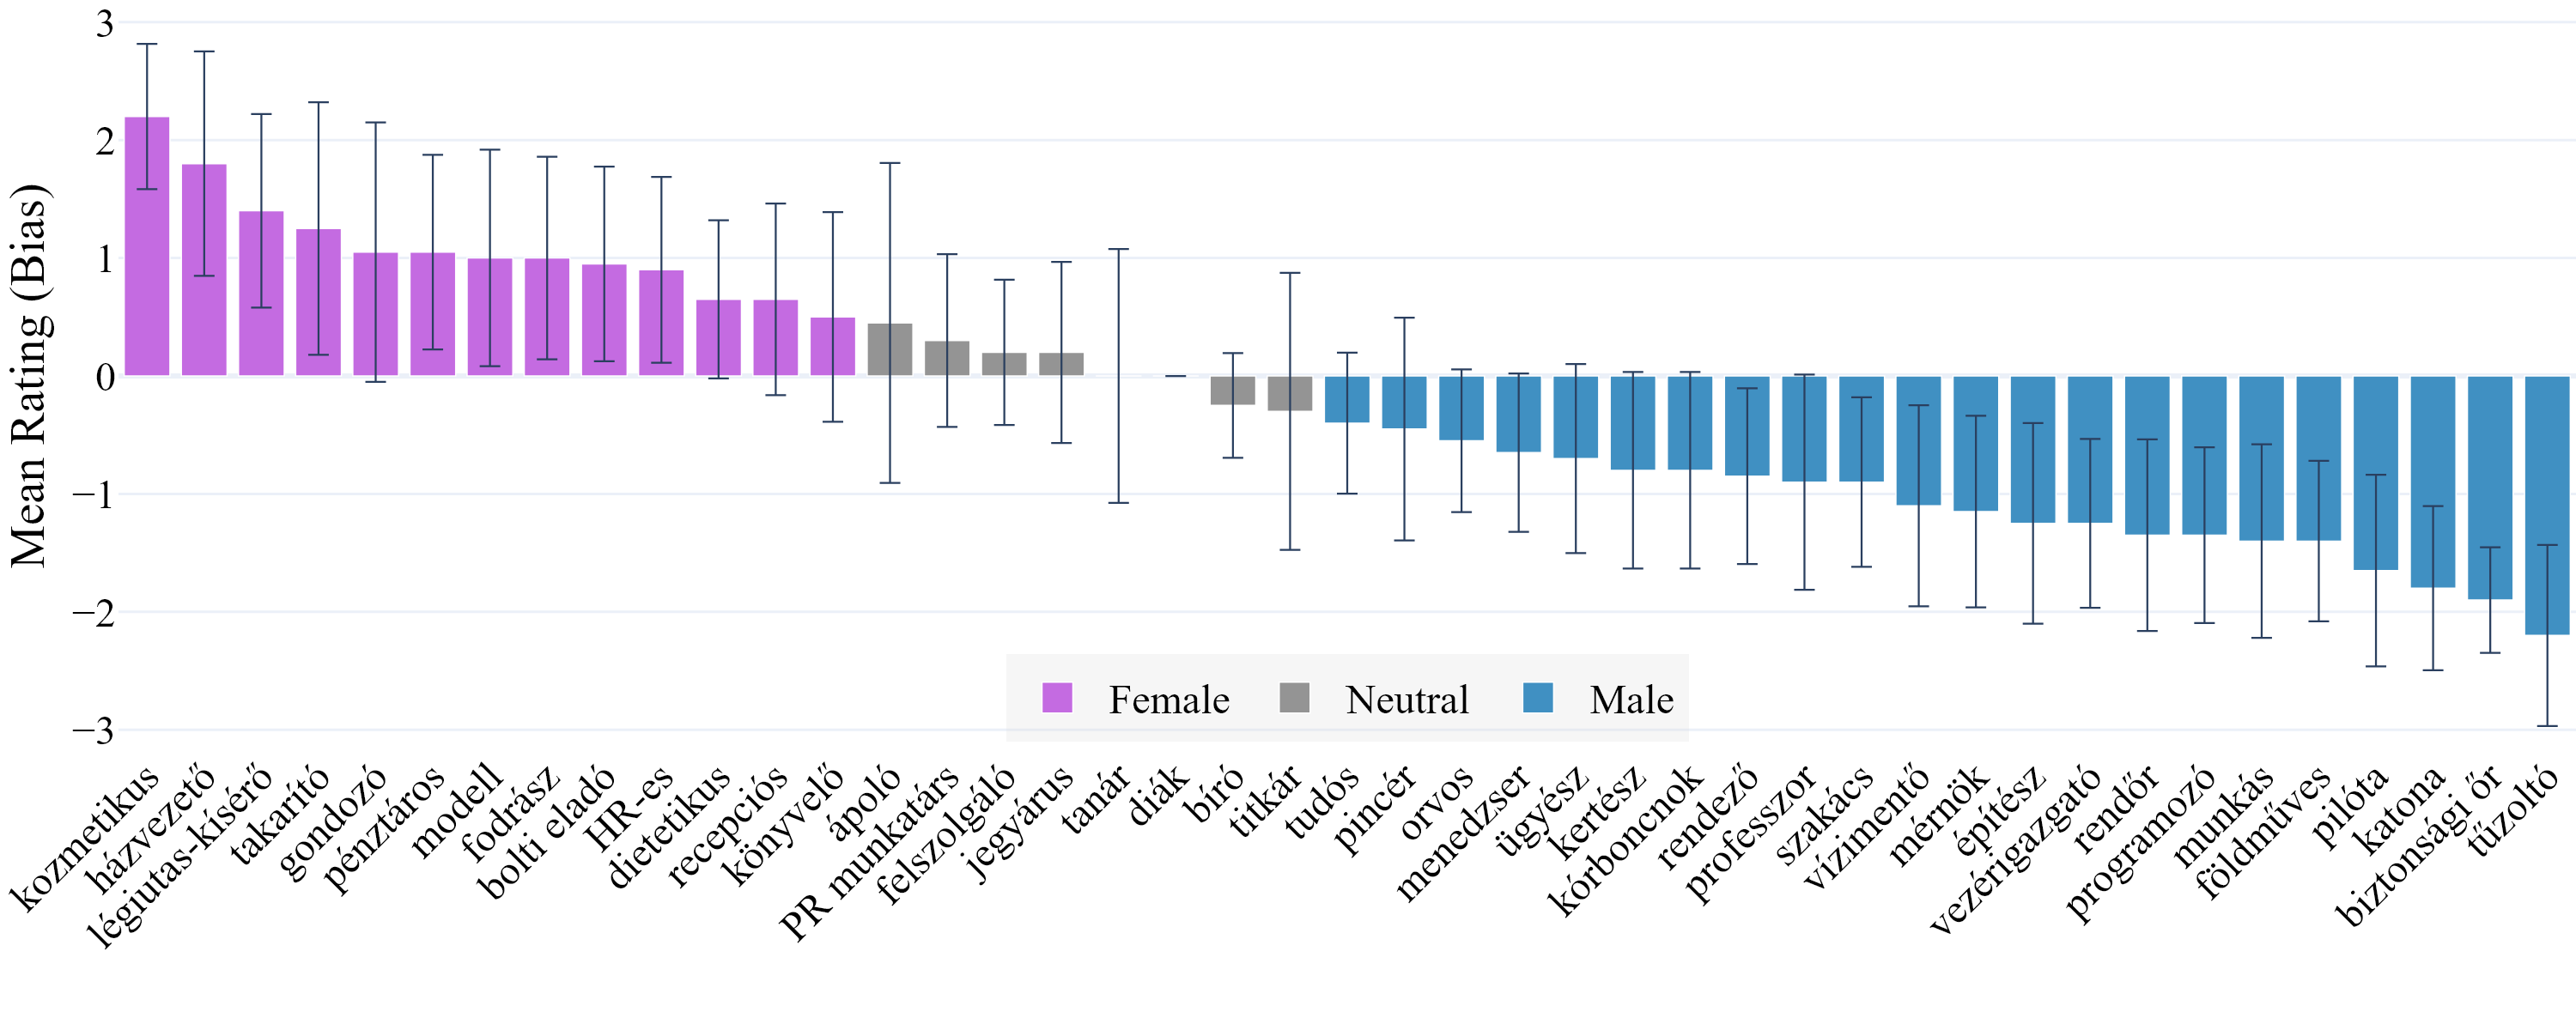 Mean Rating (Bias)
3
2
1
0
−1
−2
−3
Female
Neutral
Male
kozmetikus
házvezető
légiutas-kísérő
takarító
gondozó
pénztáros
modell
fodrász
bolti eladó
HR-es
dietetikus
recepciós
könyvelő
ápoló
PR munkatárs
felszolgáló
jegyárus
tanár
diák
bíró
titkár
tudós
pincér
orvos
menedzser
ügyész
kertész
kórboncnok
rendező
professzor
szakács
vízimentő
mérnök
építész
vezérigazgató
rendőr
programozó
munkás
földműves
pilóta
katona
biztonsági őr
tűzoltó